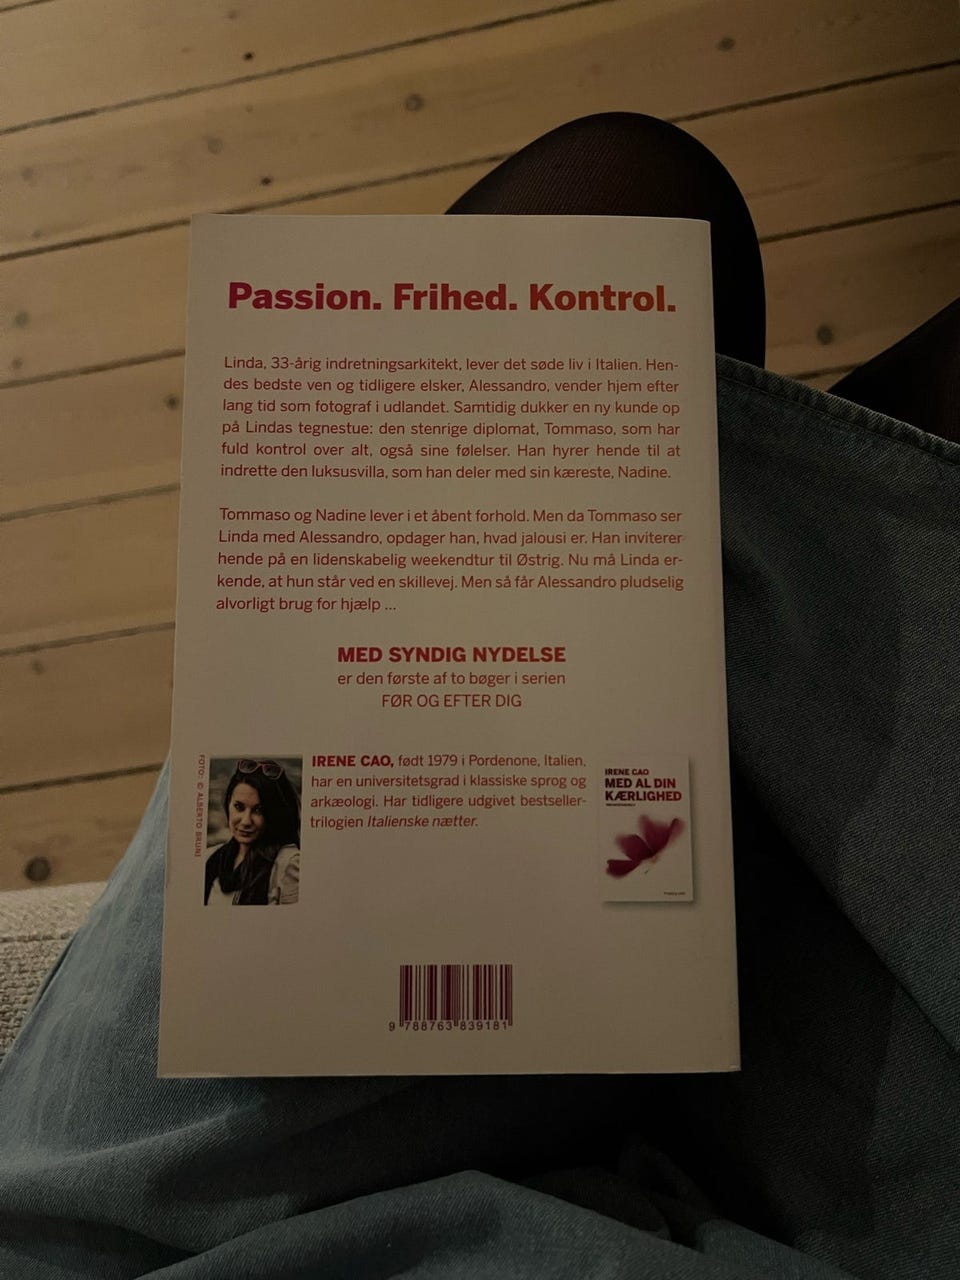 Passion. Frihed. Kontrol.
Linda, 33-årig indretningsarkitekt, lever det søde liv i Italien. Hen-
des bedste ven og tidligere elsker, Alessandro, vender hjem efter
lang tid som fotograf i udlandet. Samtidig dukker en ny kunde op
på Lindas tegnestue: den stenrige diplomat, Tommaso, som har
fuld kontrol over alt, også sine følelser. Han hyrer hende til at
indrette den luksusvilla, som han deler med sin kæreste, Nadine.
Tommaso og Nadine lever i et åbent forhold. Men da Tommaso ser
Linda med Alessandro, opdager han, hvad jalousi er. Han inviterer
hende på en lidenskabelig weekendtur til Østrig. Nu må Linda er-
kende, at hun står ved en skillevej. Men så får Alessandro pludselig
alvorligt brug for hjælp ...
MED SYNDIG NYDELSE
er den første af to bøger i serien
FØR OG EFTER DIG
FOTO: © ALBERTO BRUNI
IRENE CAO, født 1979 i Pordenone, Italien,
har en universitetsgrad i klassiske sprog og
arkæologi. Har tidligere udgivet bestseller-
trilogien Italienske nætter.
IRENE CAO
MED AL DIN
KÆRLIGHED
9 788763 839181